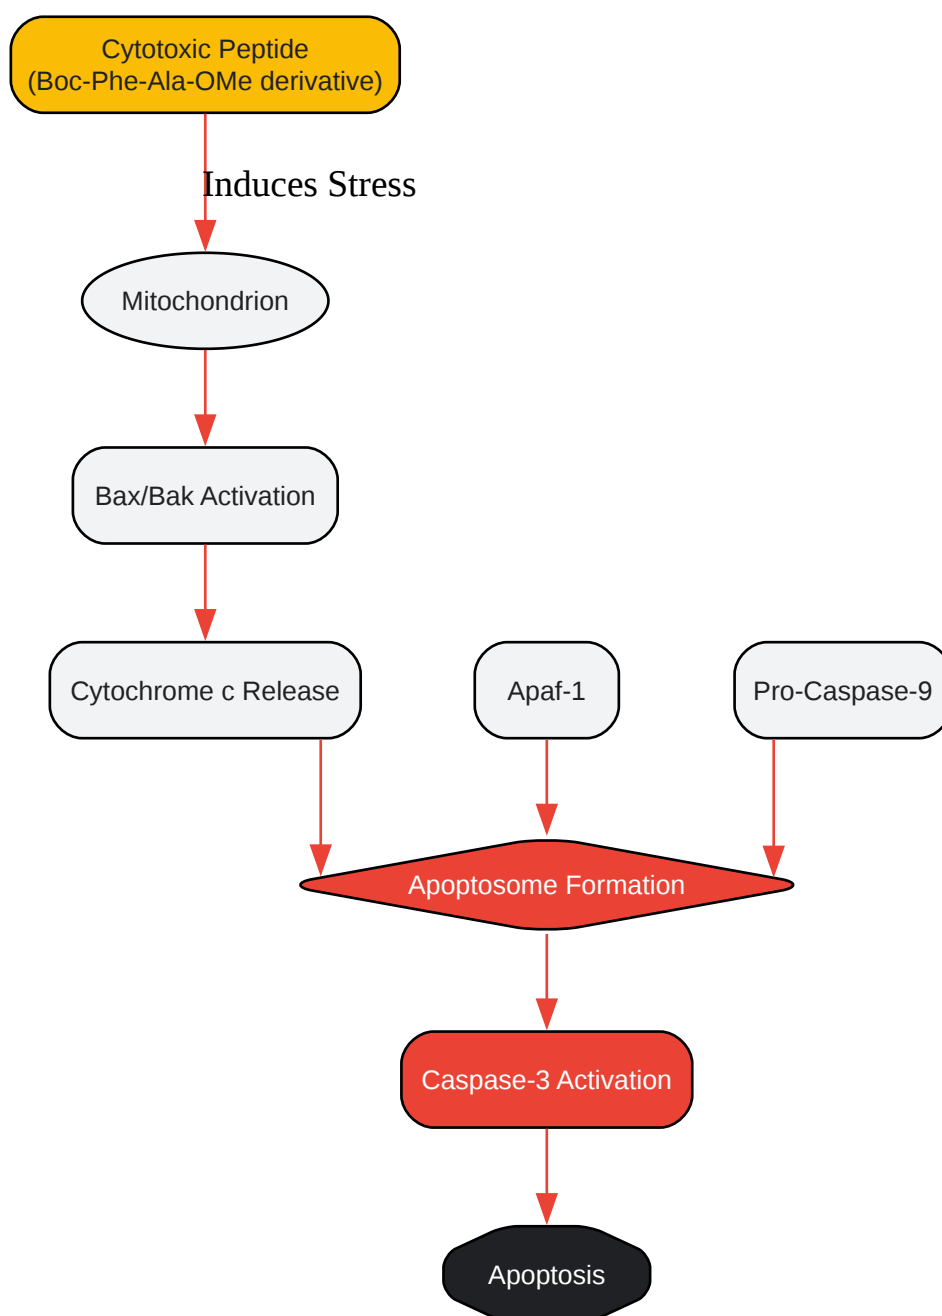 Cytotoxic Peptide
(Boc-Phe-Ala-OMe derivative)
Induces Stress
Mitochondrion
Bax/Bak Activation
Cytochrome c Release
Apaf-1
Pro-Caspase-9
Apoptosome Formation
Caspase-3 Activation
Apoptosis